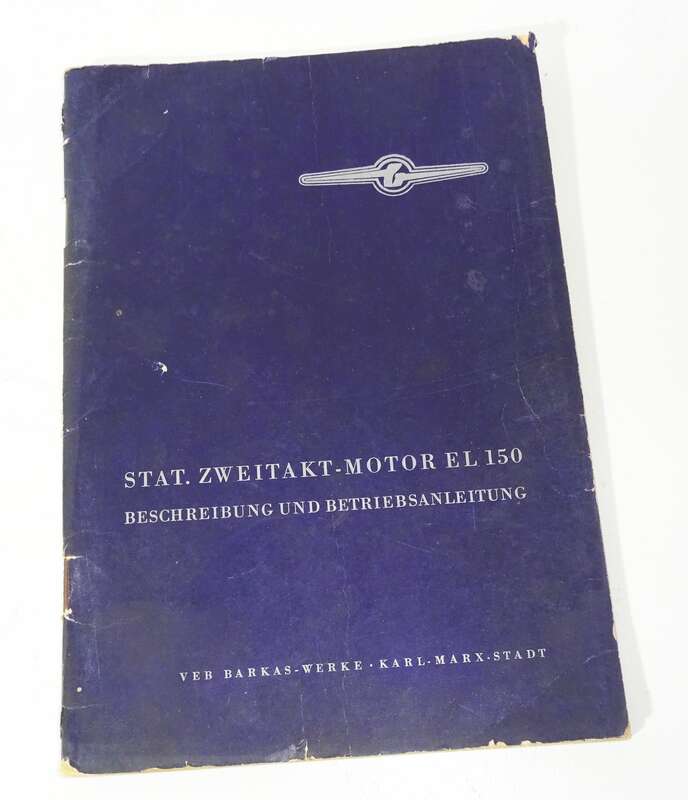 STAT. ZWEITAKT-MOTOR EL 150
BESCHREIBUNG UND BETRIEBSANLEITUNG
VEB BARKAS-WERKE · KARL-MARX-STADT